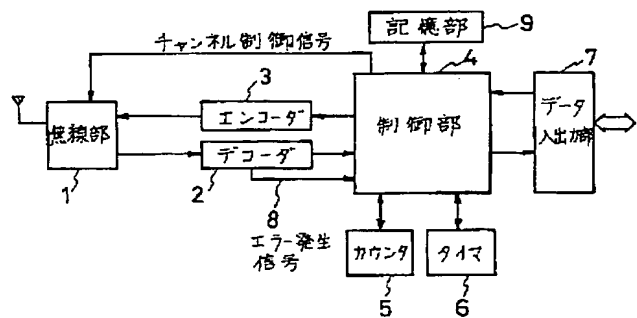 記憶部
9
チャンネル制御信号
4
7
3
エンコーダ
データ
入出力部
制御部
無線部
デコーダ
1
2
8
エラー発生
信号
カウンタ
タイマ
5
6